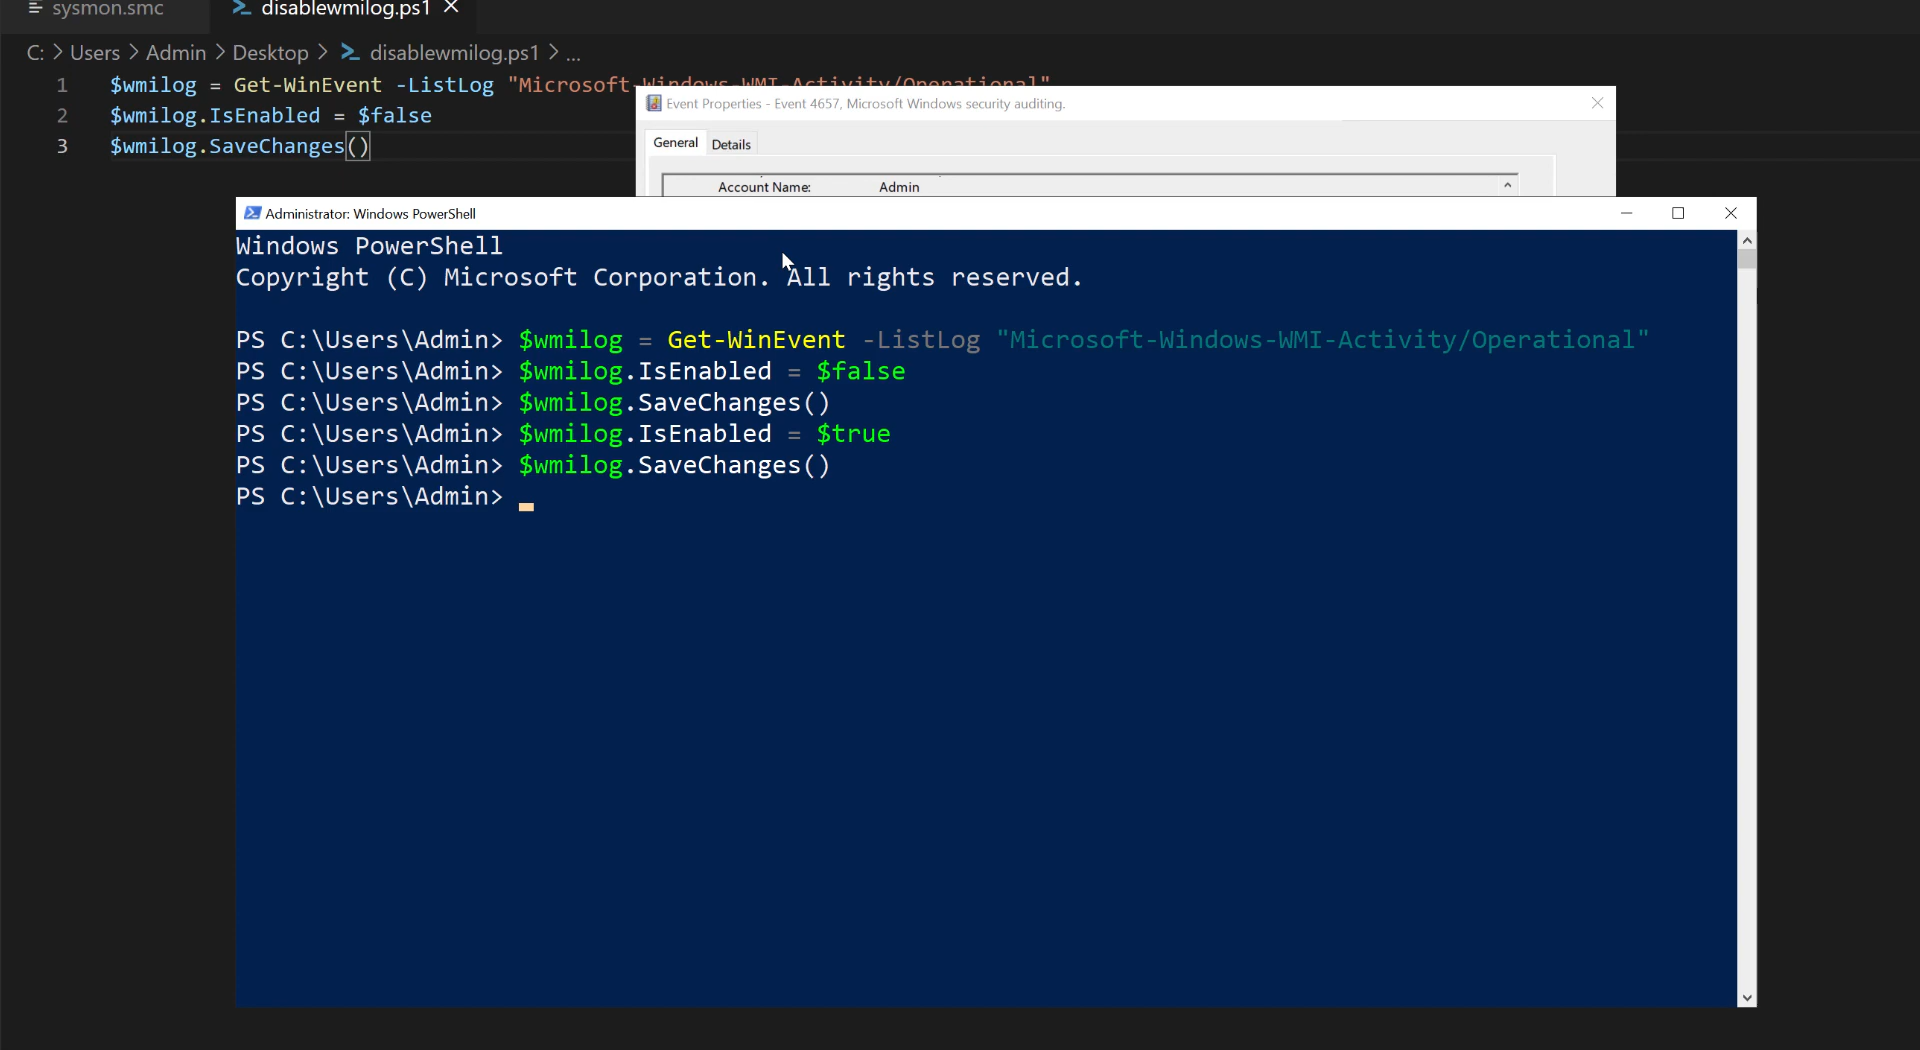 sysmon.smc
disablewmilog.ps1
C: > Users > Admin > Desktop > disablewmilog.ps1 > ...
1 $wmilog = Get-WinEvent -ListLog "Microsoft-Windows-WMI-Activity/Operational"
2 $wmilog.IsEnabled = $false
3 $wmilog.SaveChanges()
Event Properties - Event 4657, Microsoft Windows security auditing.
General Details
Account Name: Admin
Administrator: Windows PowerShell
Windows PowerShell
Copyright (C) Microsoft Corporation. All rights reserved.
PS C:\Users\Admin> $wmilog = Get-WinEvent -ListLog "Microsoft-Windows-WMI-Activity/Operational"
PS C:\Users\Admin> $wmilog.IsEnabled = $false
PS C:\Users\Admin> $wmilog.SaveChanges()
PS C:\Users\Admin> $wmilog.IsEnabled = $true
PS C:\Users\Admin> $wmilog.SaveChanges()
PS C:\Users\Admin>